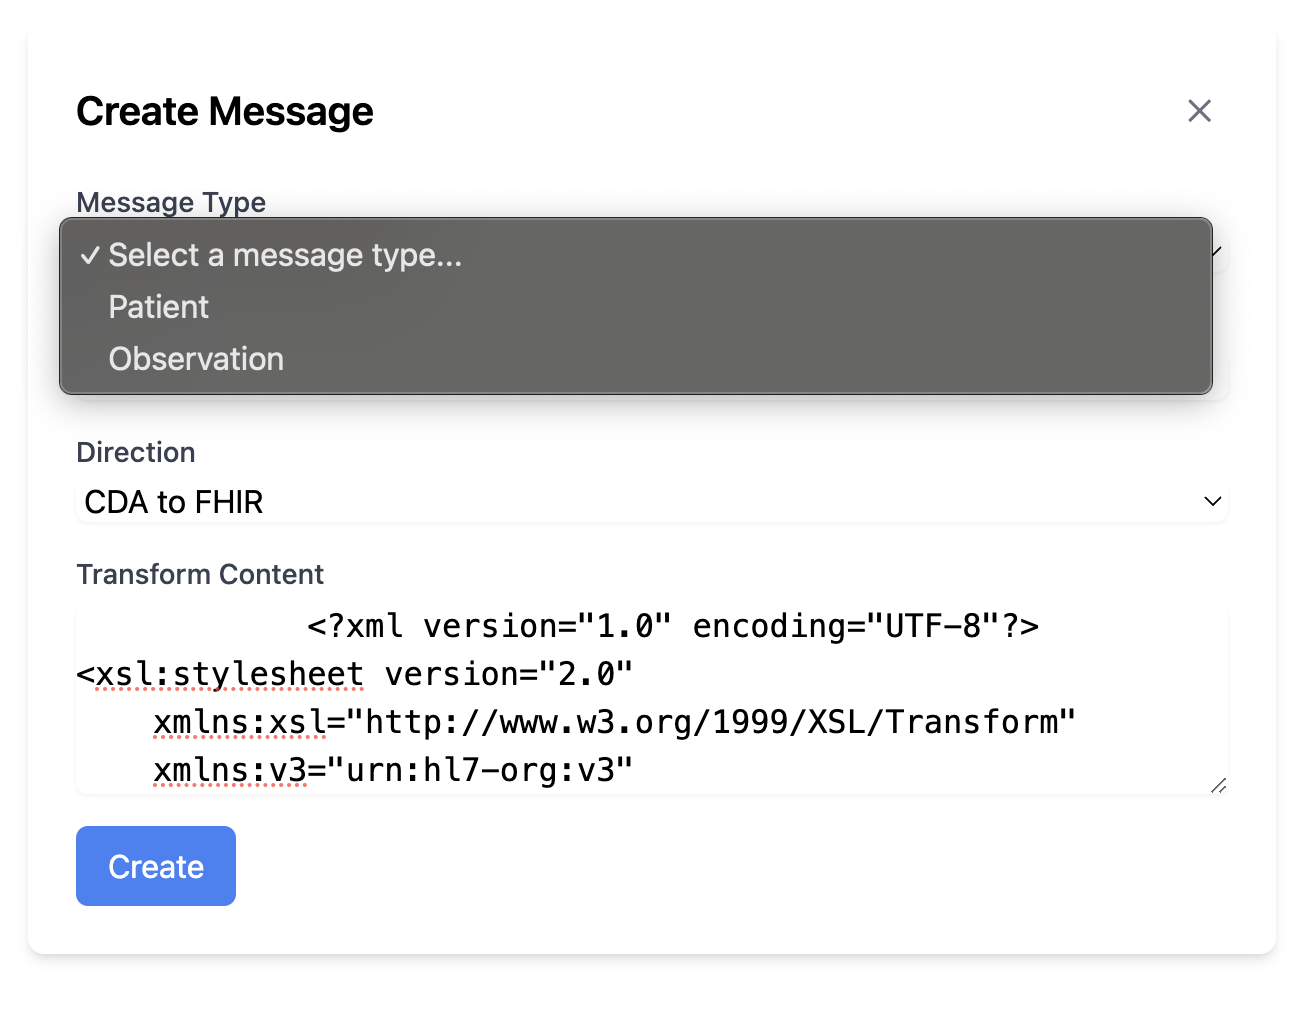 Create Message
Message Type
✓ Select a message type...
Patient
Observation
Direction
CDA to FHIR
Transform Content
<?xml version="1.0" encoding="UTF-8"?>
<xsl:stylesheet version="2.0"
xmlns:xsl="http://www.w3.org/1999/XSL/Transform"
xmlns:v3="urn:hl7-org:v3"
Create